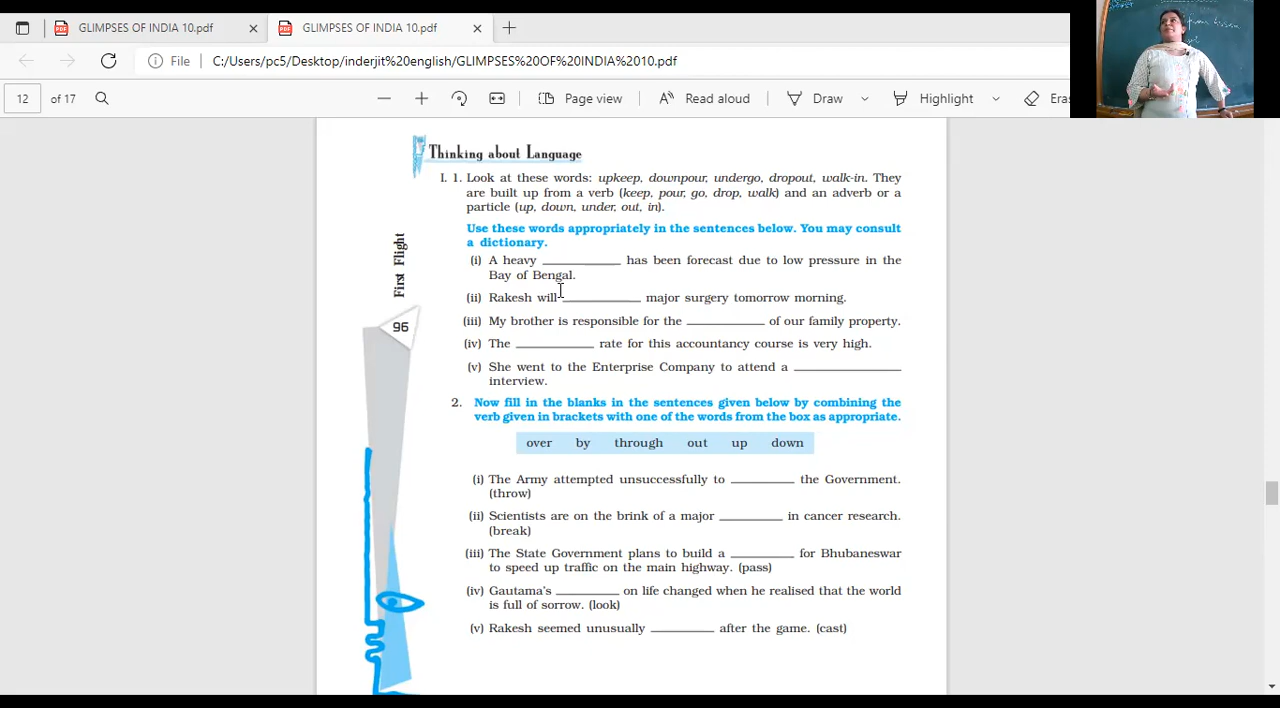 GLIMPSES OF INDIA 10.pdf
GLIMPSES OF INDIA 10.pdf
File
C:/Users/pc5/Desktop/inderjit%20english/GLIMPSES%20OF%20INDIA%2010.pdf
12 of 17
Page view
Read aloud
Draw
Highlight
Eras
Thinking about Language
I. 1. Look at these words: upkeep, downpour, undergo, dropout, walk-in. They
are built up from a verb (keep, pour, go, drop, walk) and an adverb or a
particle (up, down, under, out, in).
Use these words appropriately in the sentences below. You may consult
a dictionary.
(i) A heavy ____________ has been forecast due to low pressure in the
Bay of Bengal.
(ii) Rakesh will ____________ major surgery tomorrow morning.
(iii) My brother is responsible for the ____________ of our family property.
(iv) The ____________ rate for this accountancy course is very high.
(v) She went to the Enterprise Company to attend a ________________
interview.
2. Now fill in the blanks in the sentences given below by combining the
verb given in brackets with one of the words from the box as appropriate.
over by through out up down
(i) The Army attempted unsuccessfully to __________ the Government.
(throw)
(ii) Scientists are on the brink of a major __________ in cancer research.
(break)
(iii) The State Government plans to build a __________ for Bhubaneswar
to speed up traffic on the main highway. (pass)
(iv) Gautama's __________ on life changed when he realised that the world
is full of sorrow. (look)
(v) Rakesh seemed unusually __________ after the game. (cast)
First Flight
96